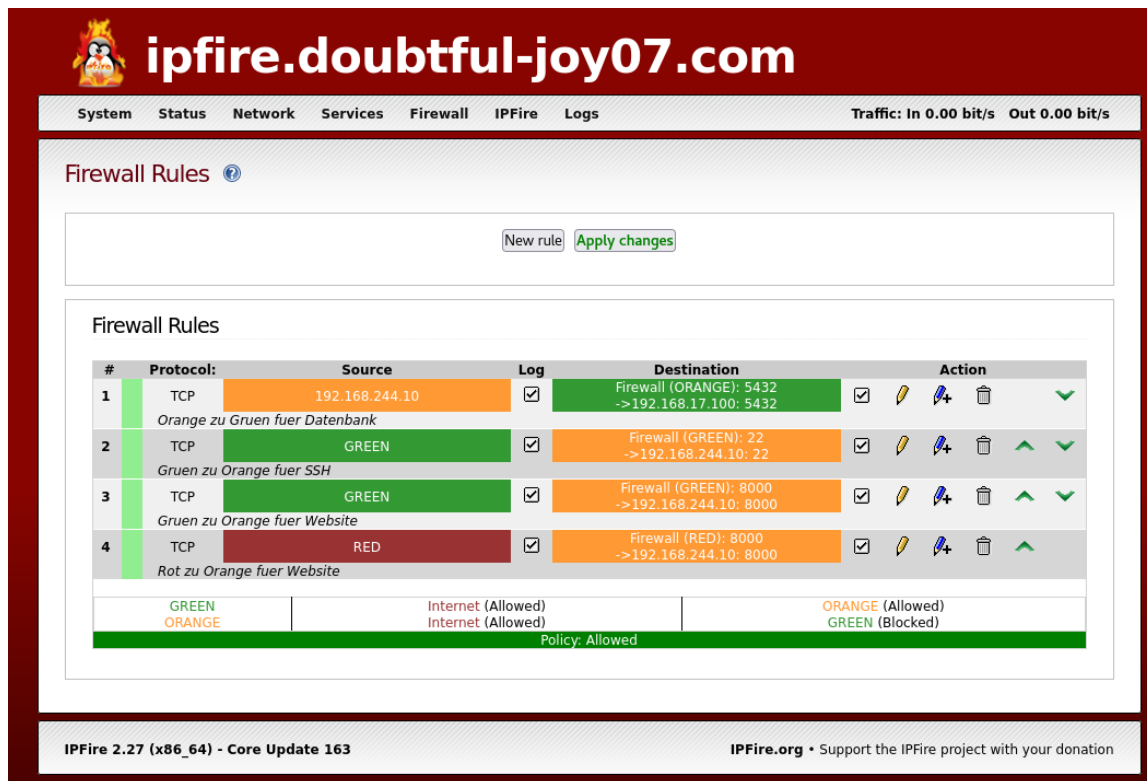 ipfire.doubtful-joy07.com
System Status Network Services Firewall IPFire Logs Traffic: In 0.00 bit/s Out 0.00 bit/s
Firewall Rules
New rule Apply changes
Firewall Rules
# Protocol: Source Log Destination Action
1 TCP 192.168.244.10 Firewall (ORANGE): 5432
->192.168.17.100: 5432
Orange zu Gruen fuer Datenbank
2 TCP GREEN Firewall (GREEN): 22
->192.168.244.10: 22
Gruen zu Orange fuer SSH
3 TCP GREEN Firewall (GREEN): 8000
->192.168.244.10: 8000
Gruen zu Orange fuer Website
4 TCP RED Firewall (RED): 8000
->192.168.244.10: 8000
Rot zu Orange fuer Website
GREEN Internet (Allowed) ORANGE (Allowed)
ORANGE Internet (Allowed) GREEN (Blocked)
Policy: Allowed
IPFire 2.27 (x86_64) - Core Update 163 IPFire.org • Support the IPFire project with your donation